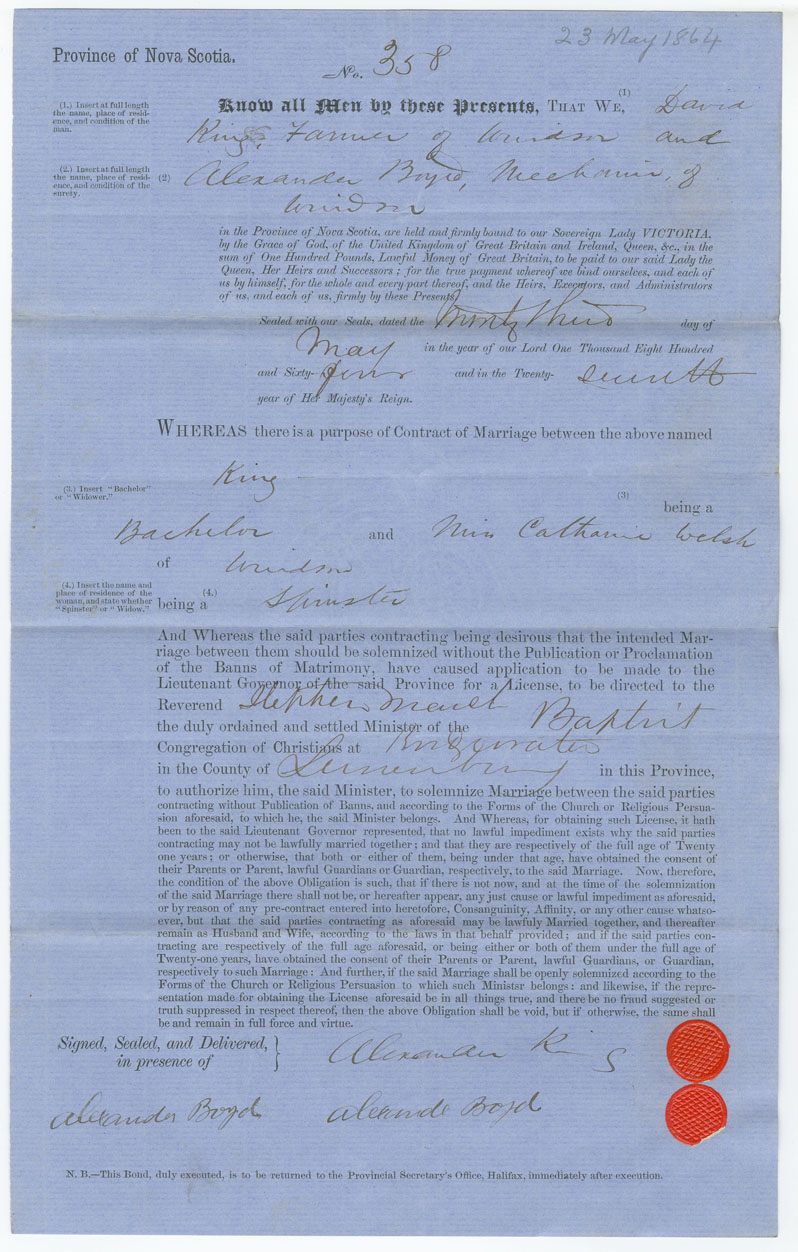 23 May 1864
Province of Nova Scotia.
No. 358
(1.) Insert at full length
the name, place of resid-
ence, and condition of the
man.
(1)
Know all Men by these Presents, THAT WE, David
King, Farmer of Windsor and
(2.) Insert at full length
the name, place of resid-
ence, and condition of the
surety.
(2) Alexander Boyd, Mechanic, of
Windsor
in the Province of Nova Scotia, are held and firmly bound to our Sovereign Lady VICTORIA,
by the Grace of God, of the United Kingdom of Great Britain and Ireland, Queen, &c., in the
sum of One Hundred Pounds, Lawful Money of Great Britain, to be paid to our said Lady the
Queen, Her Heirs and Successors; for the true payment whereof we bind ourselves, and each of
us by himself, for the whole and every part thereof, and the Heirs, Executors, and Administrators
of us, and each of us, firmly by these Presents,
Sealed with our Seals, dated the Twenty third day of
May in the year of our Lord One Thousand Eight Hundred
and Sixty- four and in the Twenty- seventh
year of Her Majesty's Reign.
WHEREAS there is a purpose of Contract of Marriage between the above named
King
(3.) Insert "Bachelor"
or "Widower."
(3)
being a
Bachelor and Miss Catharine Welsh
of Windsor
(4.) Insert the name and
place of residence of the
woman, and state whether
"Spinster" or "Widow."
(4.)
being a Spinster
And Whereas the said parties contracting being desirous that the intended Mar-
riage between them should be solemnized without the Publication or Proclamation
of the Banns of Matrimony, have caused application to be made to the
Lieutenant Governor of the said Province for a License, to be directed to the
Reverend Stephen March
the duly ordained and settled Minister of the Baptist
Congregation of Christians at Bridgewater
in the County of Lunenburg in this Province,
to authorize him, the said Minister, to solemnize Marriage between the said parties
contracting without Publication of Banns, and according to the Forms of the Church or Religious Persua-
sion aforesaid, to which he, the said Minister belongs. And Whereas, for obtaining such License, it hath
been to the said Lieutenant Governor represented, that no lawful impediment exists why the said parties
contracting may not be lawfully married together; and that they are respectively of the full age of Twenty
one years; or otherwise, that both or either of them, being under that age, have obtained the consent of
their Parents or Parent, lawful Guardians or Guardian, respectively, to the said Marriage. Now, therefore,
the condition of the above Obligation is such, that if there is not now, and at the time of the solemnization
of the said Marriage there shall not be, or hereafter appear, any just cause or lawful impediment as aforesaid,
or by reason of any pre-contract entered into heretofore, Consanguinity, Affinity, or any other cause whatso-
ever, but that the said parties contracting as aforesaid may be lawfuly Married together, and thereafter
remain as Husband and Wife, according to the laws in that behalf provided; and if the said parties con-
tracting are respectively of the full age aforesaid, or being either or both of them under the full age of
Twenty-one years, have obtained the consent of their Parents or Parent, lawful Guardians, or Guardian,
respectively to such Marriage: And further, if the said Marriage shall be openly solemnized according to the
Forms of the Church or Religious Persuasion to which such Ministsr belongs: and likewise, if the repre-
sentation made for obtaining the License aforesaid be in all things true, and there be no fraud suggested or
truth suppressed in respect thereof, then the above Obligation shall be void, but if otherwise, the same shall
be and remain in full force and virtue.
Signed, Sealed, and Delivered,
in presence of
Alexander King
Alexander Boyd Alexande Boyd
N. B.—This Bond, duly executed, is to be returned to the Provincial Secretary's Office, Halifax, immediately after execution.